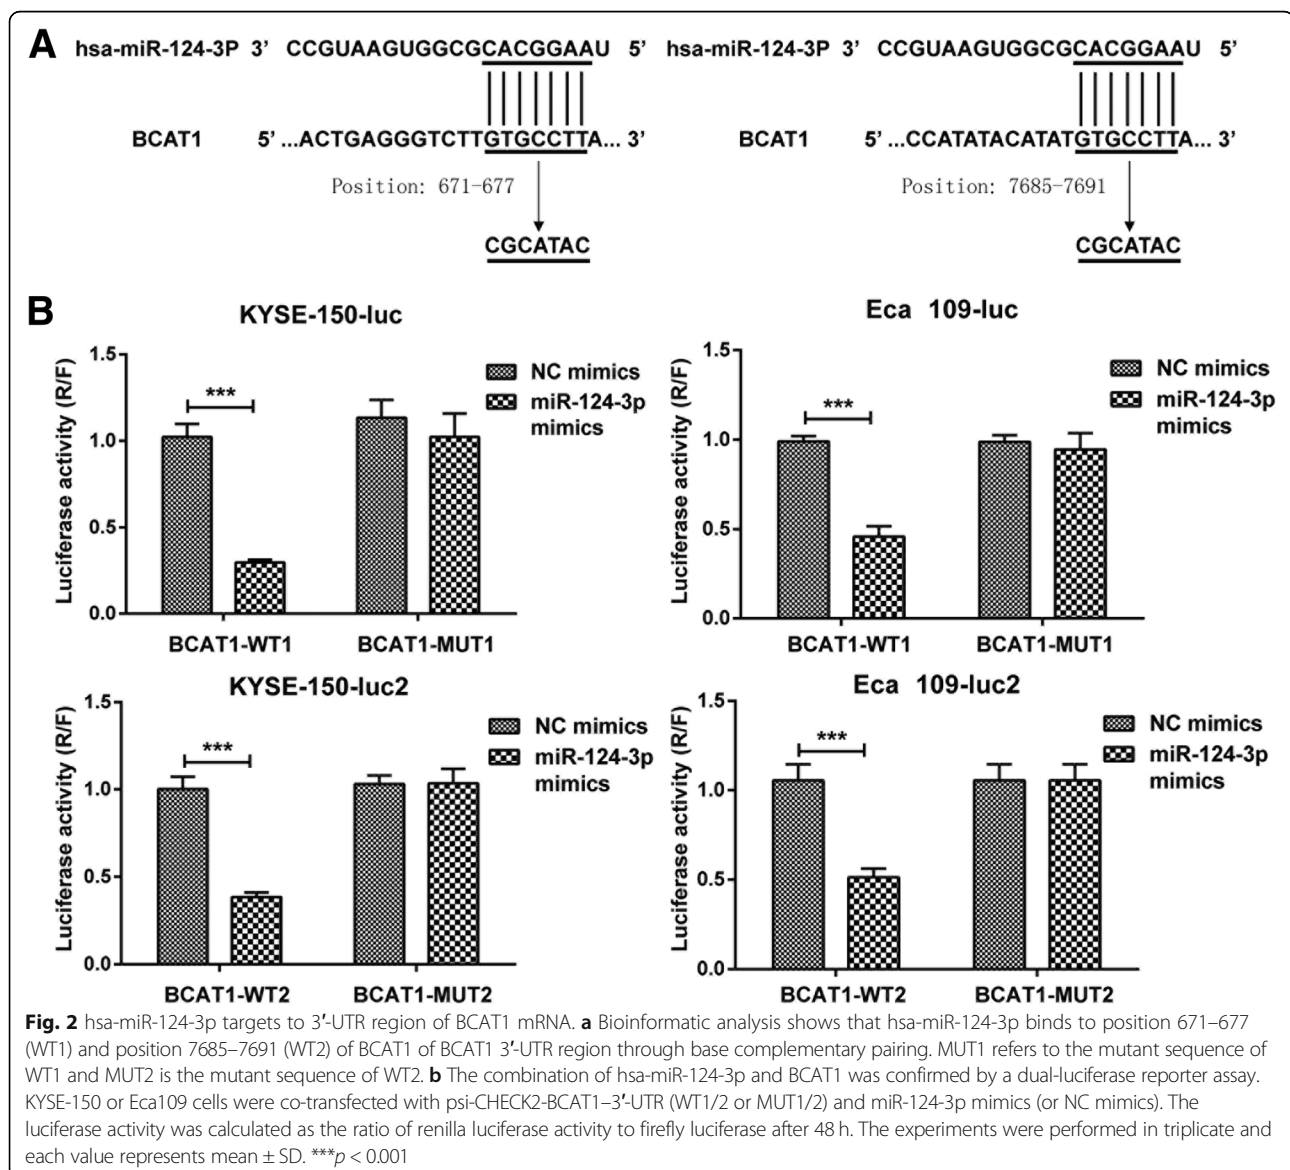 A
hsa-miR-124-3P 3’ CCGUAAGUGGCGCACGGAAU 5’
BCAT1 5’ ...ACTGAGGGTCTTGTGCCTTA... 3’
Position: 671-677
CGCATAC
hsa-miR-124-3P 3’ CCGUAAGUGGCGCACGGAAU 5’
BCAT1 5’ ...CCATATACATATGTGCCTTA... 3’
Position: 7685-7691
CGCATAC
B
KYSE-150-luc
Luciferase activity (R/F)
1.5
1.0
0.5
0.0
***
NC mimics
miR-124-3p
mimics
BCAT1-WT1 BCAT1-MUT1
Eca 109-luc
Luciferase activity (R/F)
1.5
1.0
0.5
0.0
***
NC mimics
miR-124-3p
mimics
BCAT1-WT1 BCAT1-MUT1
KYSE-150-luc2
Luciferase activity (R/F)
1.5
1.0
0.5
0.0
***
NC mimics
miR-124-3p
mimics
BCAT1-WT2 BCAT1-MUT2
Eca 109-luc2
Luciferase activity (R/F)
1.5
1.0
0.5
0.0
***
NC mimics
miR-124-3p
mimics
BCAT1-WT2 BCAT1-MUT2
Fig. 2 hsa-miR-124-3p targets to 3′-UTR region of BCAT1 mRNA. a Bioinformatic analysis shows that hsa-miR-124-3p binds to position 671–677
(WT1) and position 7685–7691 (WT2) of BCAT1 of BCAT1 3′-UTR region through base complementary pairing. MUT1 refers to the mutant sequence of
WT1 and MUT2 is the mutant sequence of WT2. b The combination of hsa-miR-124-3p and BCAT1 was confirmed by a dual-luciferase reporter assay.
KYSE-150 or Eca109 cells were co-transfected with psi-CHECK2-BCAT1–3′-UTR (WT1/2 or MUT1/2) and miR-124-3p mimics (or NC mimics). The
luciferase activity was calculated as the ratio of renilla luciferase activity to firefly luciferase after 48 h. The experiments were performed in triplicate and
each value represents mean ± SD. ***p < 0.001